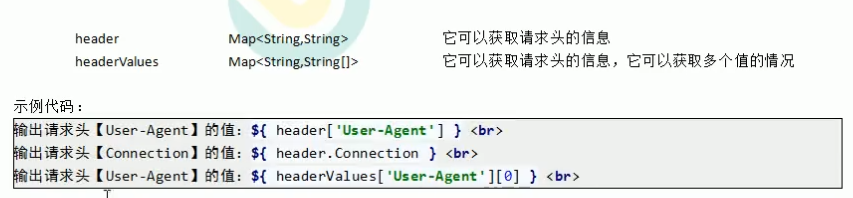 header Map<String,String> 它可以获取请求头的信息
headerValues Map<String,String[]> 它可以获取请求头的信息，它可以获取多个值的情况
示例代码：
输出请求头【User-Agent】的值：${ header['User-Agent'] } <br>
输出请求头【Connection】的值：${ header.Connection } <br>
输出请求头【User-Agent】的值：${ headerValues['User-Agent'][0] } <br>